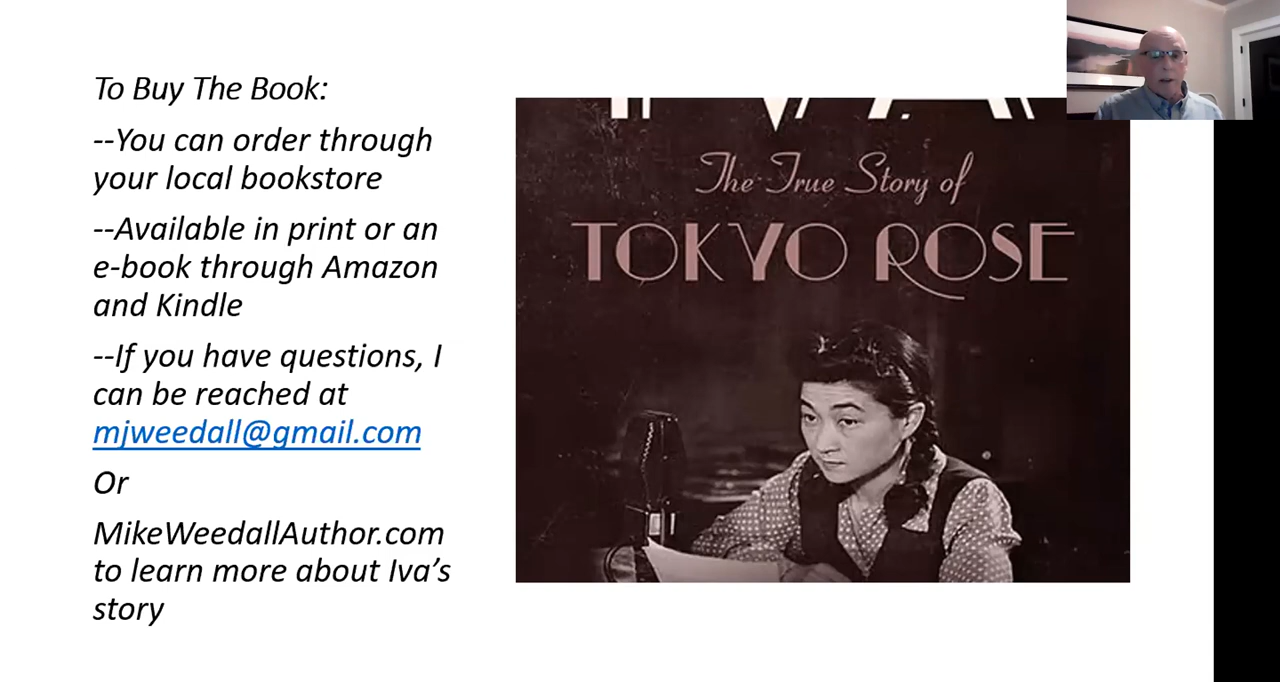 To Buy The Book:
--You can order through
your local bookstore
--Available in print or an
e-book through Amazon
and Kindle
--If you have questions, I
can be reached at
mjweedall@gmail.com
Or
MikeWeedallAuthor.com
to learn more about Iva’s
story
IVA
The True Story of
TOKYO ROSE